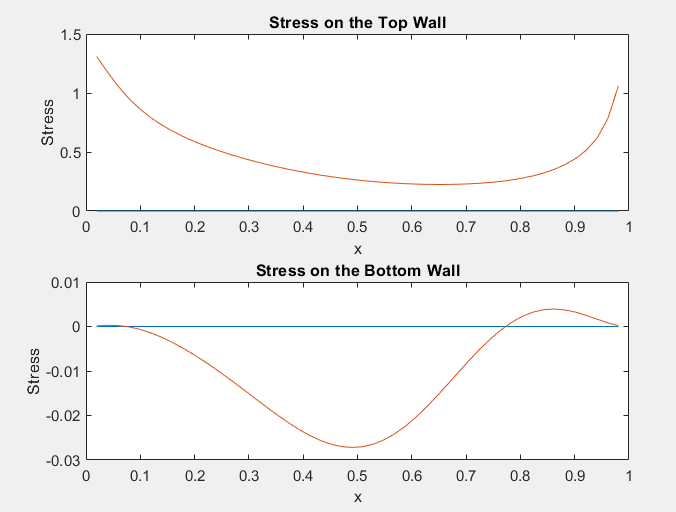 Stress on the Top Wall
1.5
1
0.5
0
Stress
0 0.1 0.2 0.3 0.4 0.5 0.6 0.7 0.8 0.9 1
x
Stress on the Bottom Wall
0.01
0
-0.01
-0.02
-0.03
Stress
0 0.1 0.2 0.3 0.4 0.5 0.6 0.7 0.8 0.9 1
x